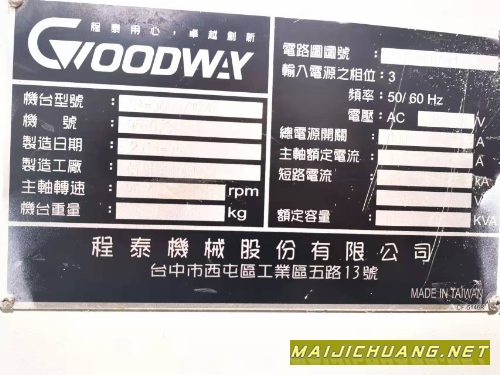 程泰用心，卓越創新
GOODWAY
機台型號：
機號：
製造日期：
製造工廠：
主軸轉速： rpm
機台重量： kg
電路圖圖號：
輸入電源之相位：3
頻率：50/60 Hz
電壓：AC V
總電源開關： A
主軸額定電流： A
短路電流： kA
額定容量： KVA
程泰機械股份有限公司
台中市西屯區工業區五路13號
MADE IN TAIWAN
MAIJICHUANG.NET